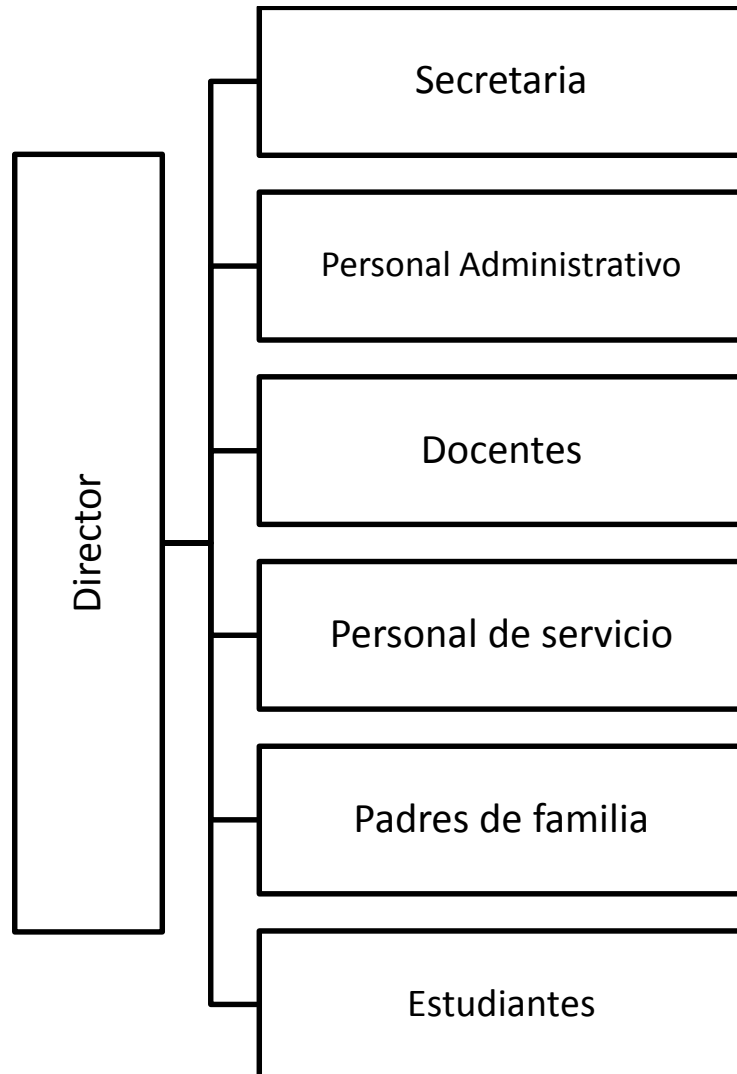 Director
Secretaria
Personal Administrativo
Docentes
Personal de servicio
Padres de familia
Estudiantes